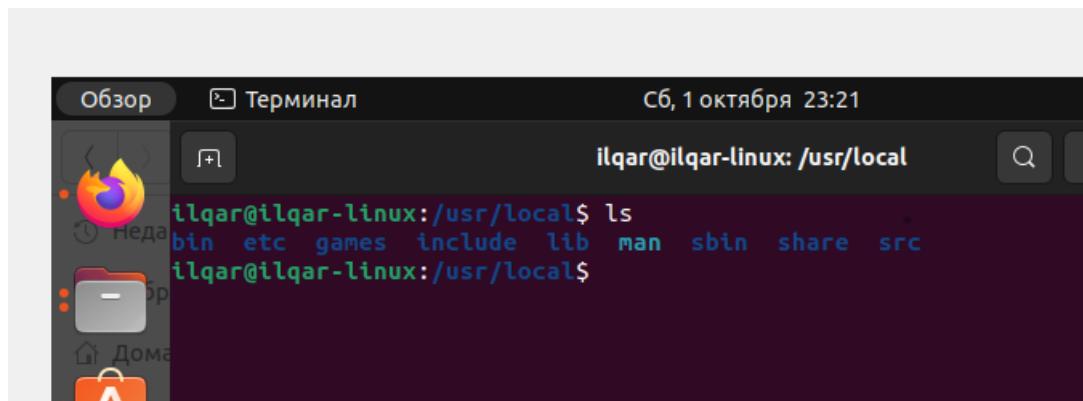 Обзор Терминал Сб, 1 октября 23:21
ilqar@ilqar-linux: /usr/local
ilqar@ilqar-linux:/usr/local$ ls
bin etc games include lib man sbin share src
ilqar@ilqar-linux:/usr/local$